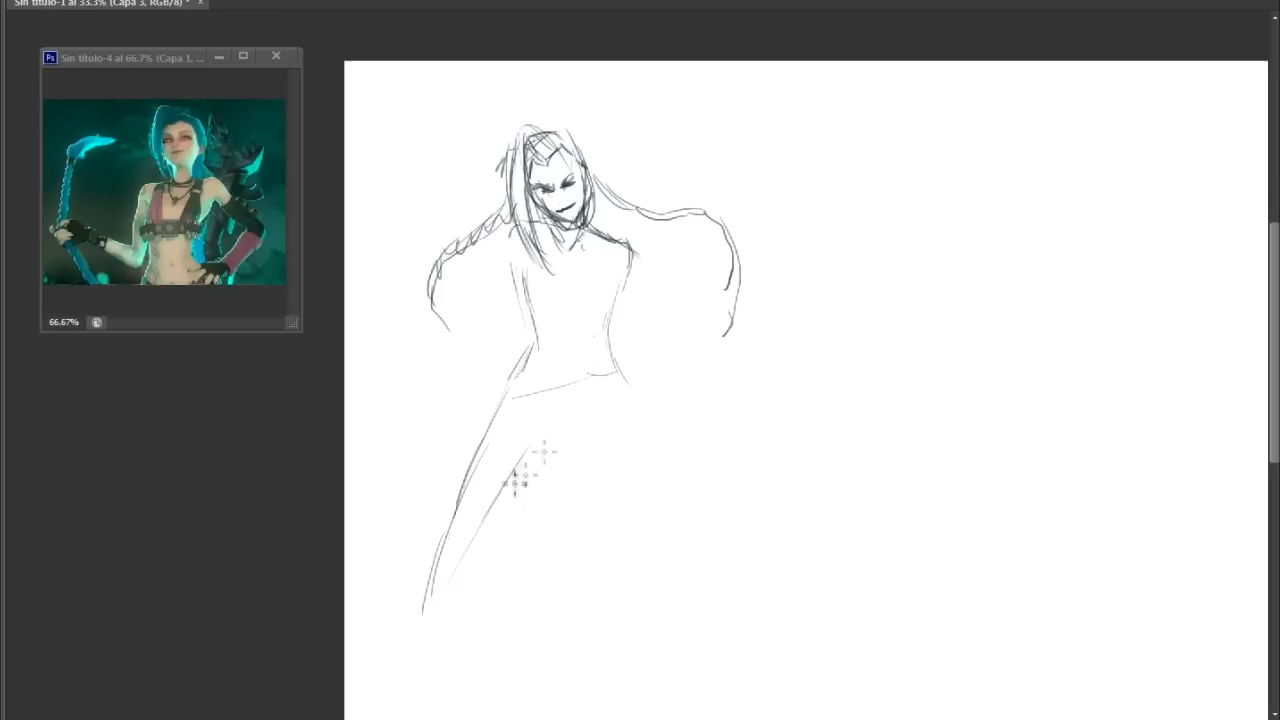 Sin título-1 al 33.3% (Capa 3, RGB/8) * ×
Ps Sin título-4 al 66.7% (Capa 1, ...
66.67%